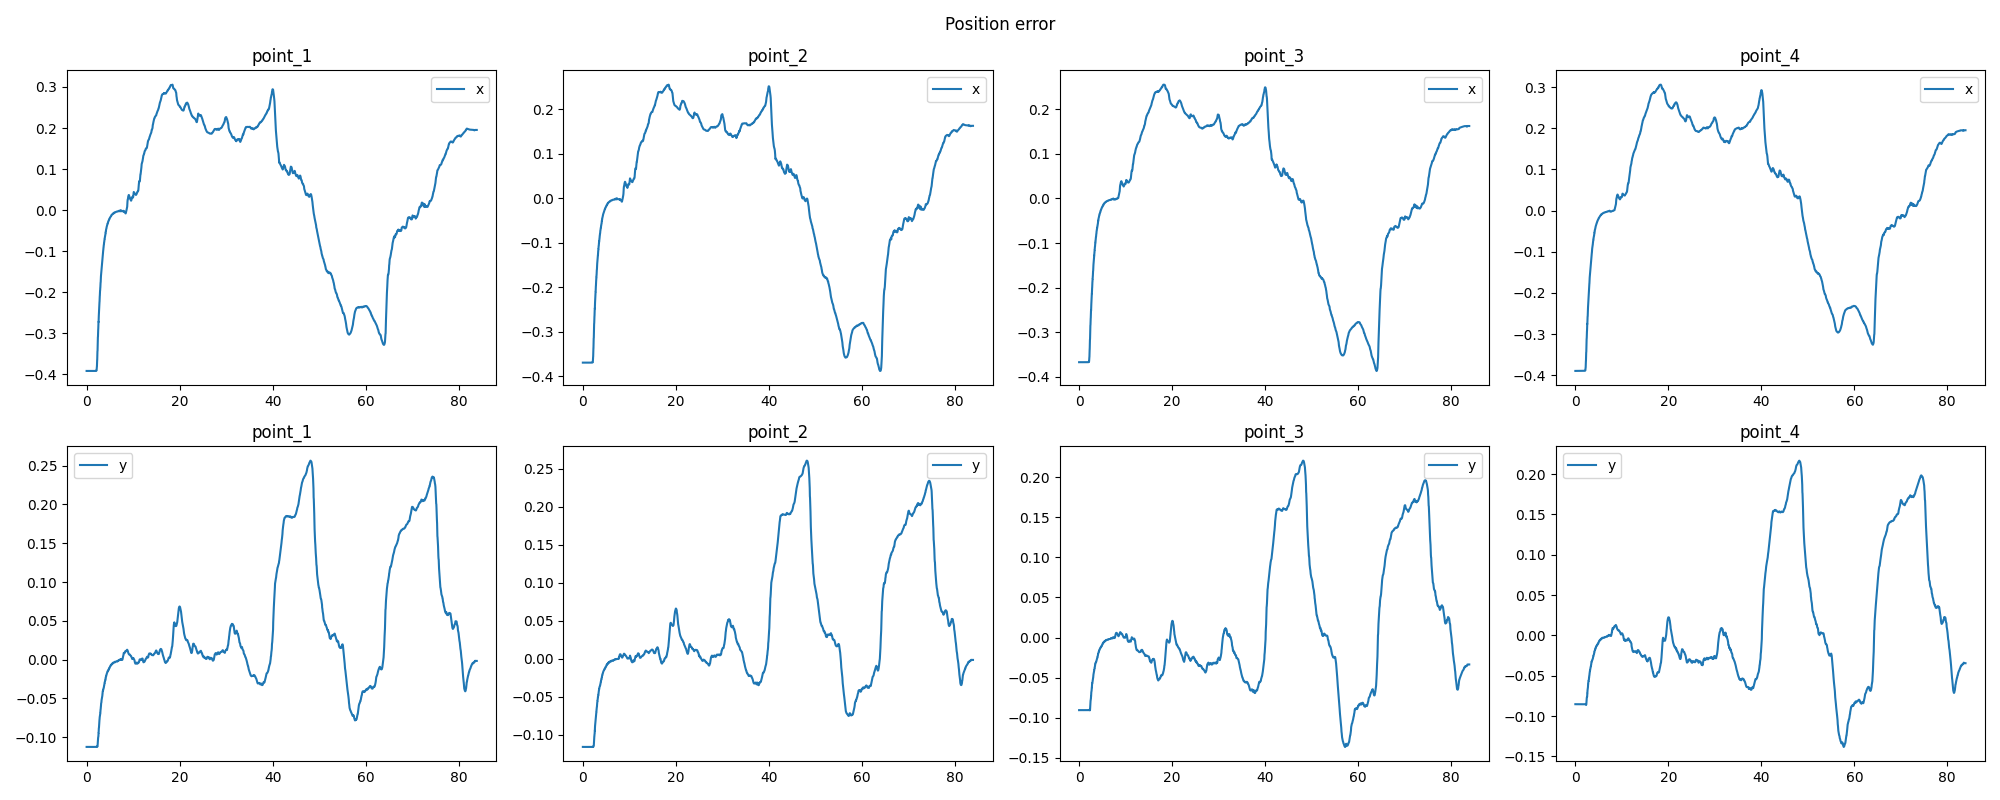 Position error
point_1 point_2 point_3 point_4
x x x x
0.3 0.2 0.2 0.3
0.2 0.1 0.1 0.2
0.1 0.0 0.0 0.1
0.0 −0.1 −0.1 0.0
−0.1 −0.2 −0.2 −0.1
−0.2 −0.3 −0.3 −0.2
−0.3 −0.4 −0.4 −0.3
−0.4 −0.4
0 20 40 60 80 0 20 40 60 80 0 20 40 60 80 0 20 40 60 80
point_1 point_2 point_3 point_4
y y y y
0.25 0.25 0.20 0.20
0.20 0.20 0.15 0.15
0.15 0.15 0.10 0.10
0.10 0.10 0.05 0.05
0.05 0.05 0.00 0.00
0.00 0.00 −0.05 −0.05
−0.05 −0.05 −0.10 −0.10
−0.10 −0.10 −0.15 −0.15
0 20 40 60 80 0 20 40 60 80 0 20 40 60 80 0 20 40 60 80